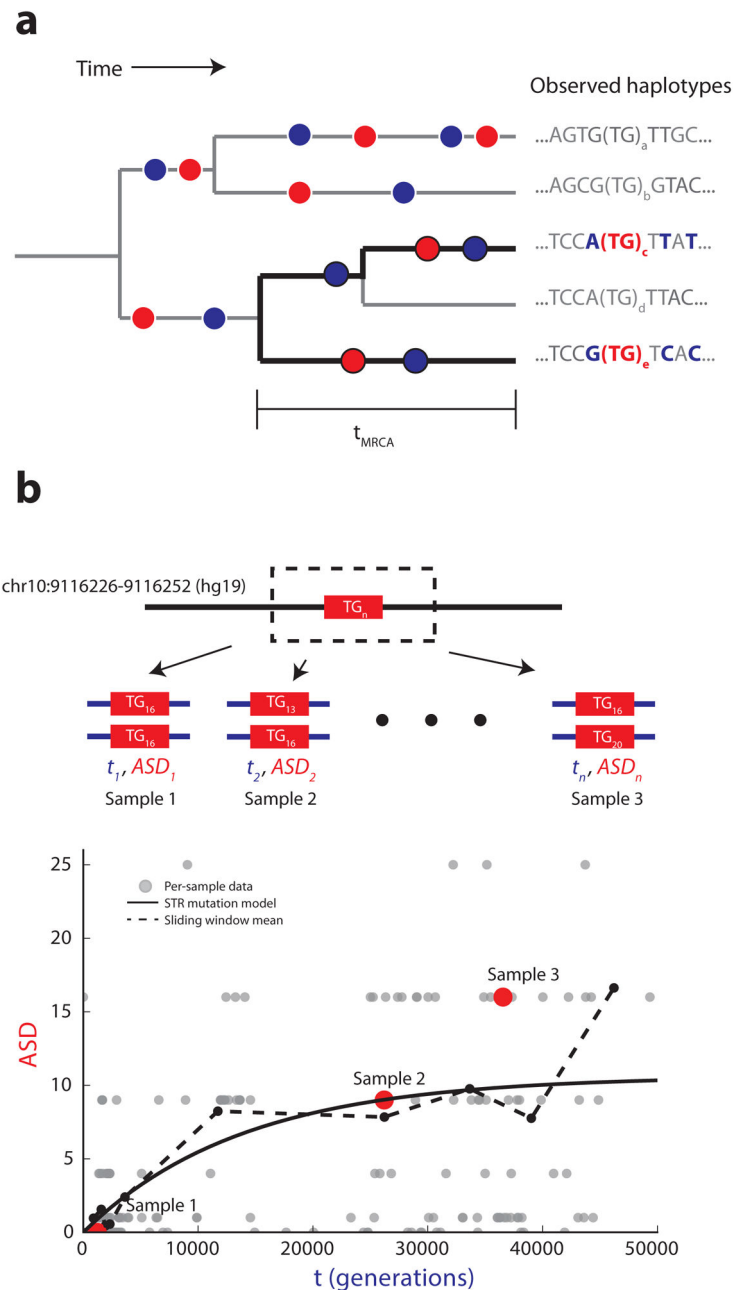 a
Time
Observed haplotypes
...AGTG(TG)aTTGC...
...AGCG(TG)bGTAC...
...TCCA(TG)cTTAT...
...TCCA(TG)dTTAC...
...TCCG(TG)eTCAC...
tMRCA
b
chr10:9116226-9116252 (hg19)
TGn
TG16 TG13 TG16
TG16 TG16 TG20
t1, ASD1 t2, ASD2 tn, ASDn
Sample 1 Sample 2 Sample 3
25
Per-sample data
STR mutation model
Sliding window mean
20
Sample 3
15
ASD
10
Sample 2
5
Sample 1
0
0 10000 20000 30000 40000 50000
t (generations)